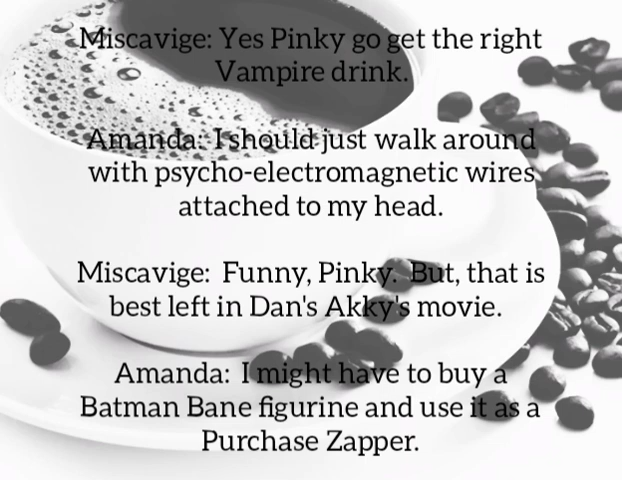 Miscavige: Yes Pinky go get the right
Vampire drink.
Amanda: I should just walk around
with psycho-electromagnetic wires
attached to my head.
Miscavige: Funny, Pinky. But, that is
best left in Dan's Akky's movie.
Amanda: I might have to buy a
Batman Bane figurine and use it as a
Purchase Zapper.